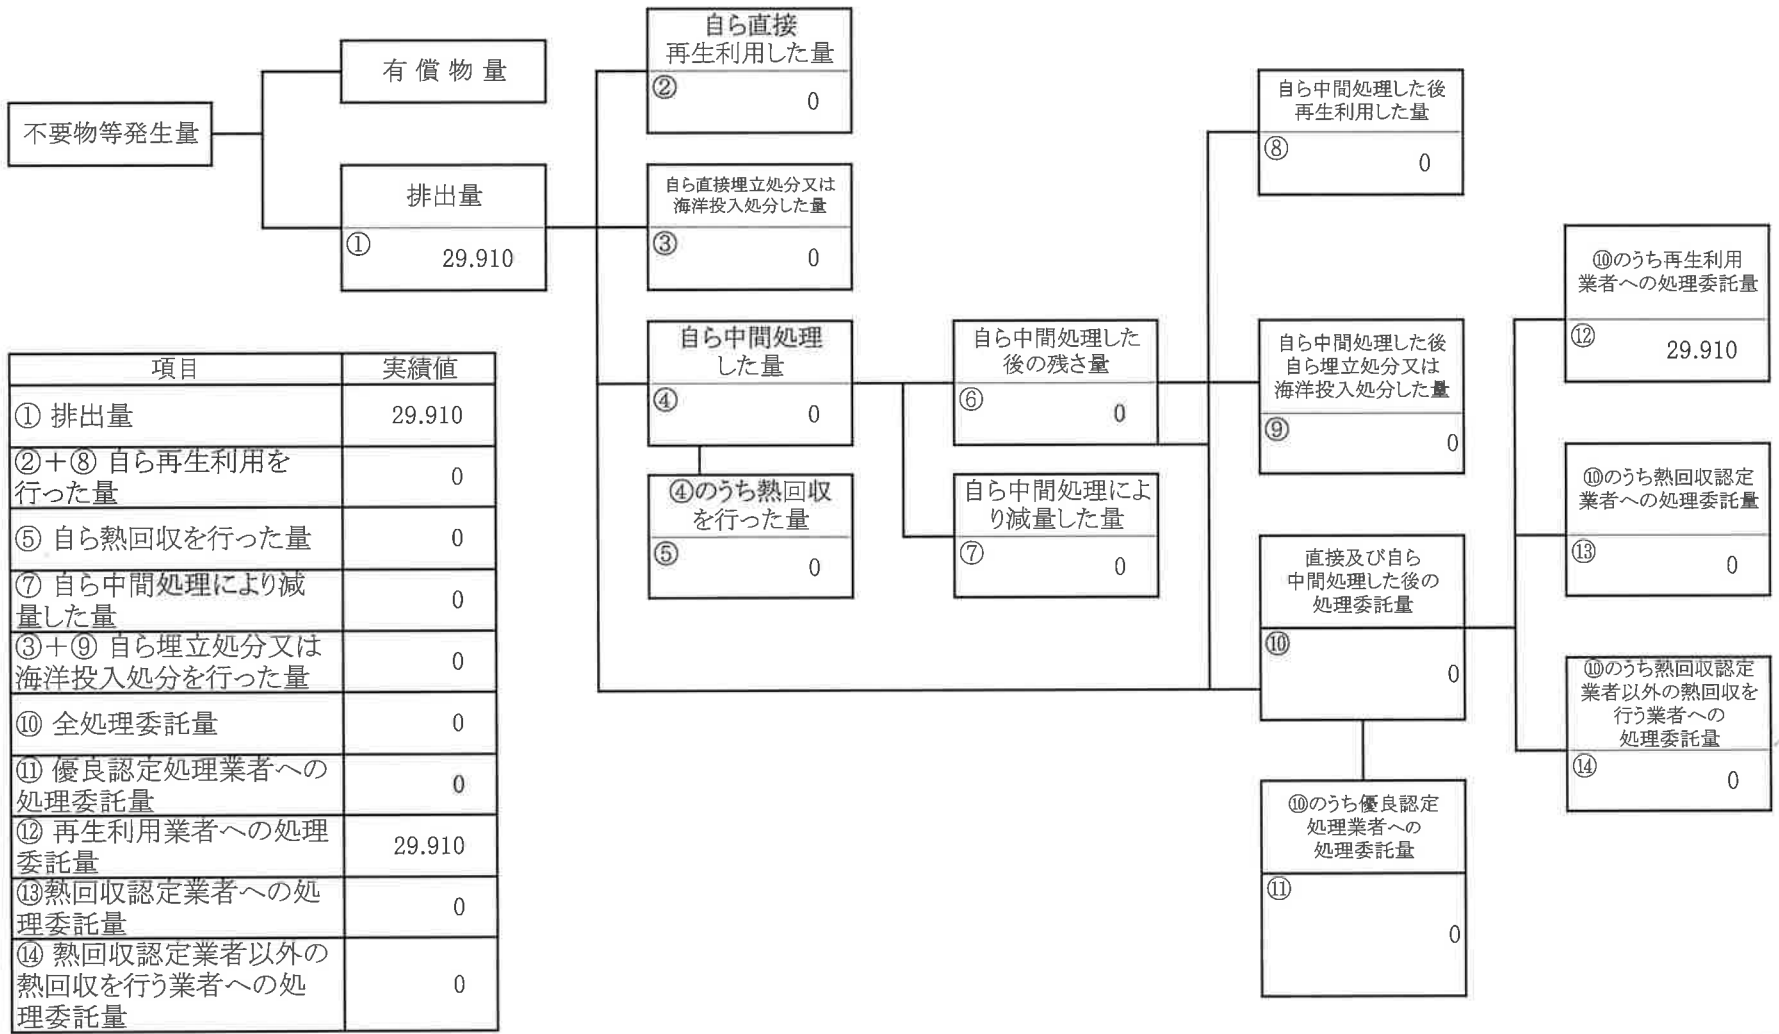 不要物等発生量
有償物量
排出量
①
29.910
自ら直接
再生利用した量
②
0
自ら直接埋立処分又は
海洋投入処分した量
③
0
自ら中間処理
した量
④
0
④のうち熱回収
を行った量
⑤
0
自ら中間処理した
後の残さ量
⑥
0
自ら中間処理によ
り減量した量
⑦
0
自ら中間処理した後
再生利用した量
⑧
0
自ら中間処理した後
自ら埋立処分又は
海洋投入処分した量
⑨
0
直接及び自ら
中間処理した後の
処理委託量
⑩
0
⑩のうち優良認定
処理業者への
処理委託量
⑪
0
⑩のうち再生利用
業者への処理委託量
⑫
29.910
⑩のうち熱回収認定
業者への処理委託量
⑬
0
⑩のうち熱回収認定
業者以外の熱回収を
行う業者への
処理委託量
⑭
0
項目 実績値
① 排出量 29.910
②+⑧ 自ら再生利用を
行った量 0
⑤ 自ら熱回収を行った量 0
⑦ 自ら中間処理により減
量した量 0
③+⑨ 自ら埋立処分又は
海洋投入処分を行った量 0
⑩ 全処理委託量 0
⑪ 優良認定処理業者への
処理委託量 0
⑫ 再生利用業者への処理
委託量 29.910
⑬熱回収認定業者への処
理委託量 0
⑭ 熱回収認定業者以外の
熱回収を行う業者への処
理委託量 0